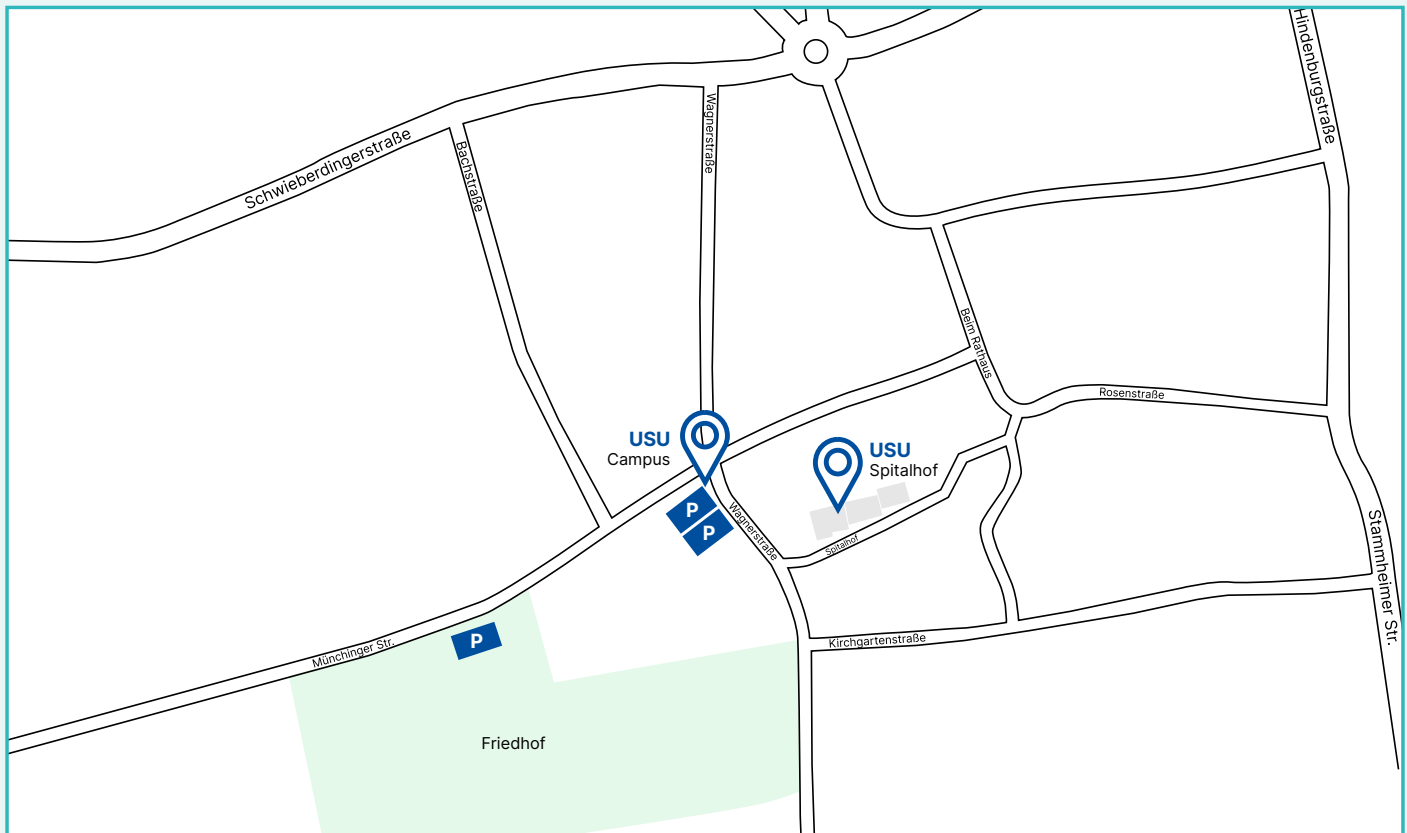 Hindenburgstraße
Schwieberdingerstraße
Bachstraße
Wagnerstraße
Beim Rathaus
Rosenstraße
USU
Campus
USU
Spitalhof
P
P
Wagnerstraße
Spitalhof
Stammheimer Str.
Kirchgartenstraße
P
Münchinger Str.
Friedhof